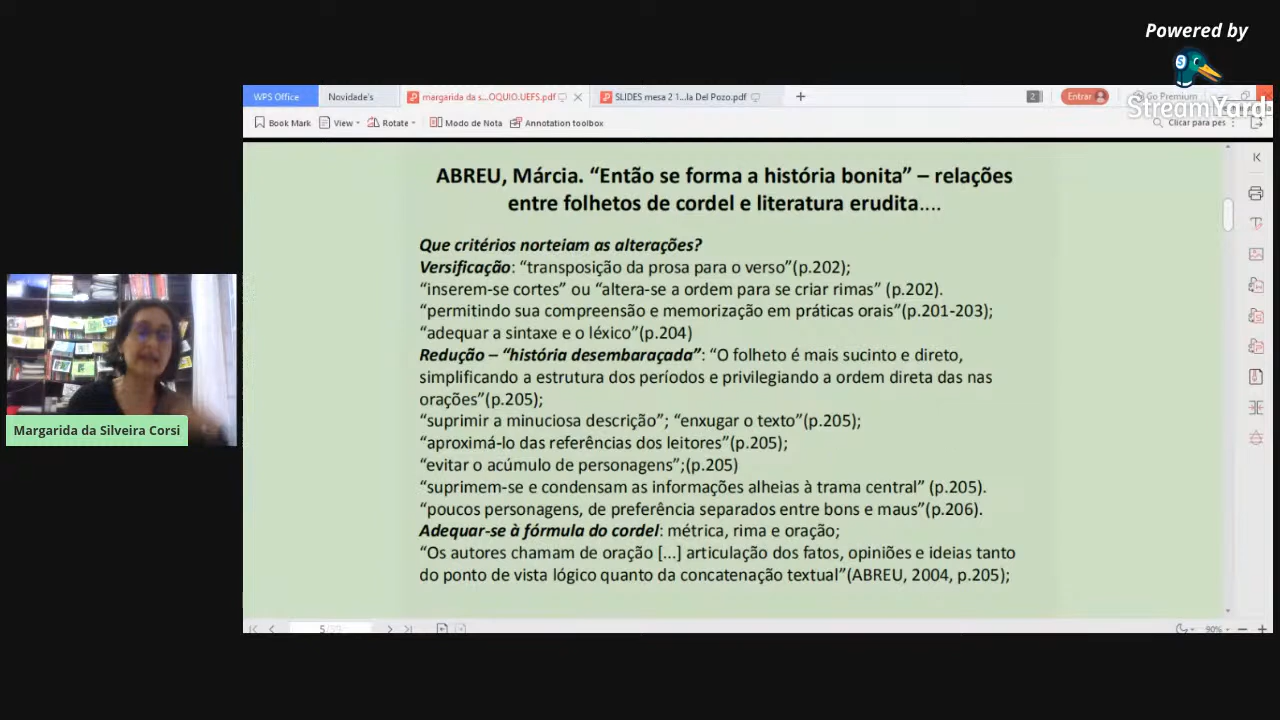 Powered by
StreamYard
WPS Office
Novidade's
margarida da s...OQUIO.UEFS.pdf
SLIDES mesa 2 1...la Del Pozo.pdf
2
Entrar
Go Premium
Book Mark
View
Rotate
Modo de Nota
Annotation toolbox
Clicar para pes
ABREU, Márcia. “Então se forma a história bonita” – relações
entre folhetos de cordel e literatura erudita....
Que critérios norteiam as alterações?
Versificação: “transposição da prosa para o verso”(p.202);
“inserem-se cortes” ou “altera-se a ordem para se criar rimas” (p.202).
“permitindo sua compreensão e memorização em práticas orais”(p.201-203);
“adequar a sintaxe e o léxico”(p.204)
Redução – “história desembaraçada”: “O folheto é mais sucinto e direto,
simplificando a estrutura dos períodos e privilegiando a ordem direta das nas
orações”(p.205);
“suprimir a minuciosa descrição”; “enxugar o texto”(p.205);
“aproximá-lo das referências dos leitores”(p.205);
“evitar o acúmulo de personagens”;(p.205)
“suprimem-se e condensam as informações alheias à trama central” (p.205).
“poucos personagens, de preferência separados entre bons e maus”(p.206).
Adequar-se à fórmula do cordel: métrica, rima e oração;
“Os autores chamam de oração [...] articulação dos fatos, opiniões e ideias tanto
do ponto de vista lógico quanto da concatenação textual”(ABREU, 2004, p.205);
Margarida da Silveira Corsi
90%